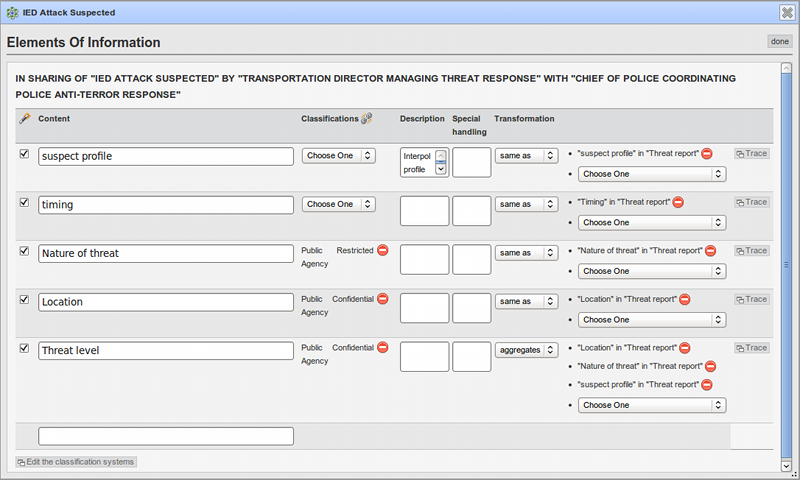 IED Attack Suspected
Elements Of Information
done
IN SHARING OF "IED ATTACK SUSPECTED" BY "TRANSPORTATION DIRECTOR MANAGING THREAT RESPONSE" WITH "CHIEF OF POLICE COORDINATING
POLICE ANTI-TERROR RESPONSE"
Content Classifications Description Special Transformation
handling
suspect profile Choose One Interpol same as "suspect profile" in "Threat report" Trace
profile Choose One
timing Choose One same as "Timing" in "Threat report" Trace
Choose One
Nature of threat Public Restricted same as "Nature of threat" in "Threat report" Trace
Agency Choose One
Location Public Confidential same as "Location" in "Threat report" Trace
Agency Choose One
Threat level Public Confidential aggregates "Location" in "Threat report" Trace
Agency "Nature of threat" in "Threat report"
"suspect profile" in "Threat report"
Choose One
Edit the classification systems